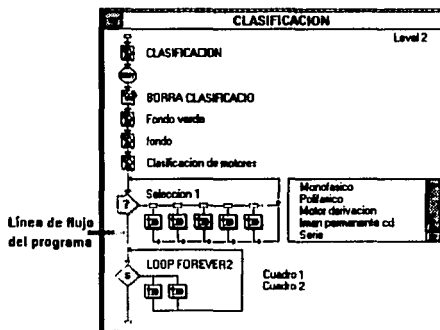 CLASIFICACION
Level 2
CLASIFICACION
BORRA CLASIFICACIO
Fondo verde
fondo
Clasificacion de motores
?
Seleccion 1
Monofasico
Polifasico
Motor derivacion
Iman permanente cd
Serie
Línea de flujo
del programa
LOOP FOREVER2
Cuadro 1
Cuadro 2